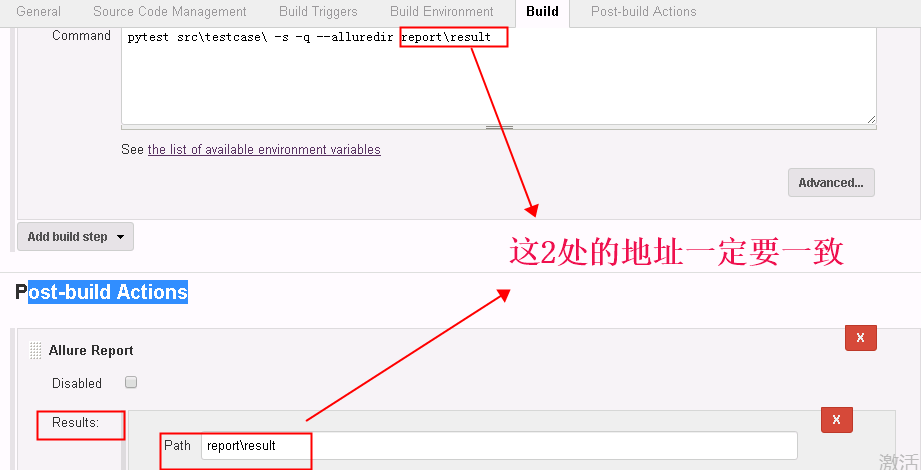 General Source Code Management Build Triggers Build Environment Build Post-build Actions
Command pytest src\testcase\ -s -q --alluredir report\result
See the list of available environment variables
Advanced...
Add build step
这2处的地址一定要一致
Post-build Actions
X
Allure Report
Disabled
X
Results:
Path report\result
激活